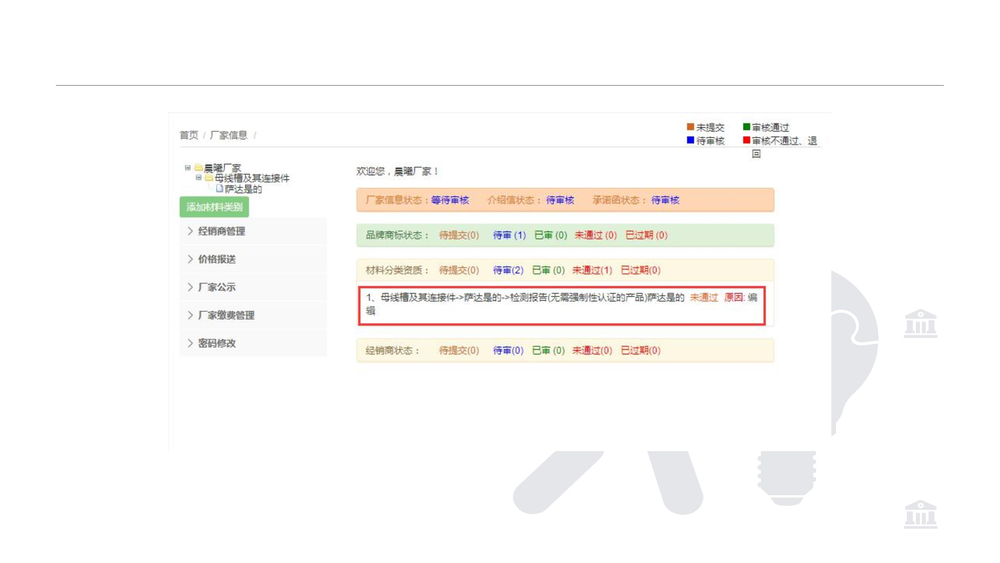 首页 / 厂家信息 /
未提交 审核通过
待审核 审核不通过、退
回
晨曦厂家
母线槽及其连接件
萨达是的
添加材料类别
经销商管理
价格报送
厂家公示
厂家缴费管理
密码修改
欢迎您，晨曦厂家！
厂家信息状态：等待审核 介绍信状态：待审核 承诺函状态：待审核
品牌商标状态： 待提交(0) 待审 (1) 已审 (0) 未通过 (0) 已过期 (0)
材料分类资质： 待提交(0) 待审(2) 已审 (0) 未通过(1) 已过期(0)
1、母线槽及其连接件->萨达是的->检测报告(无需强制性认证的产品)萨达是的 未通过 原因: 编
辑
经销商状态： 待提交(0) 待审(0) 已审 (0) 未通过(0) 已过期(0)